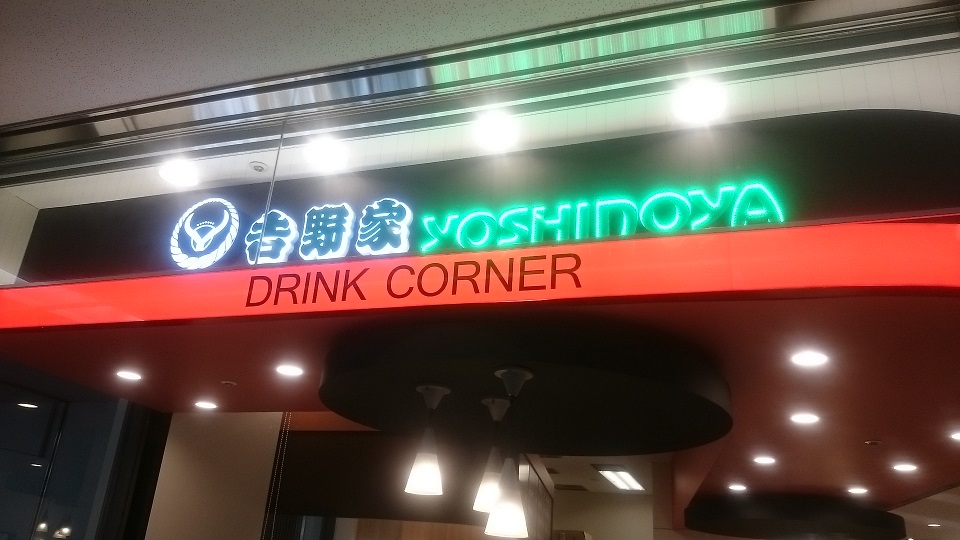 吉野家 YOSHINOYA
DRINK CORNER